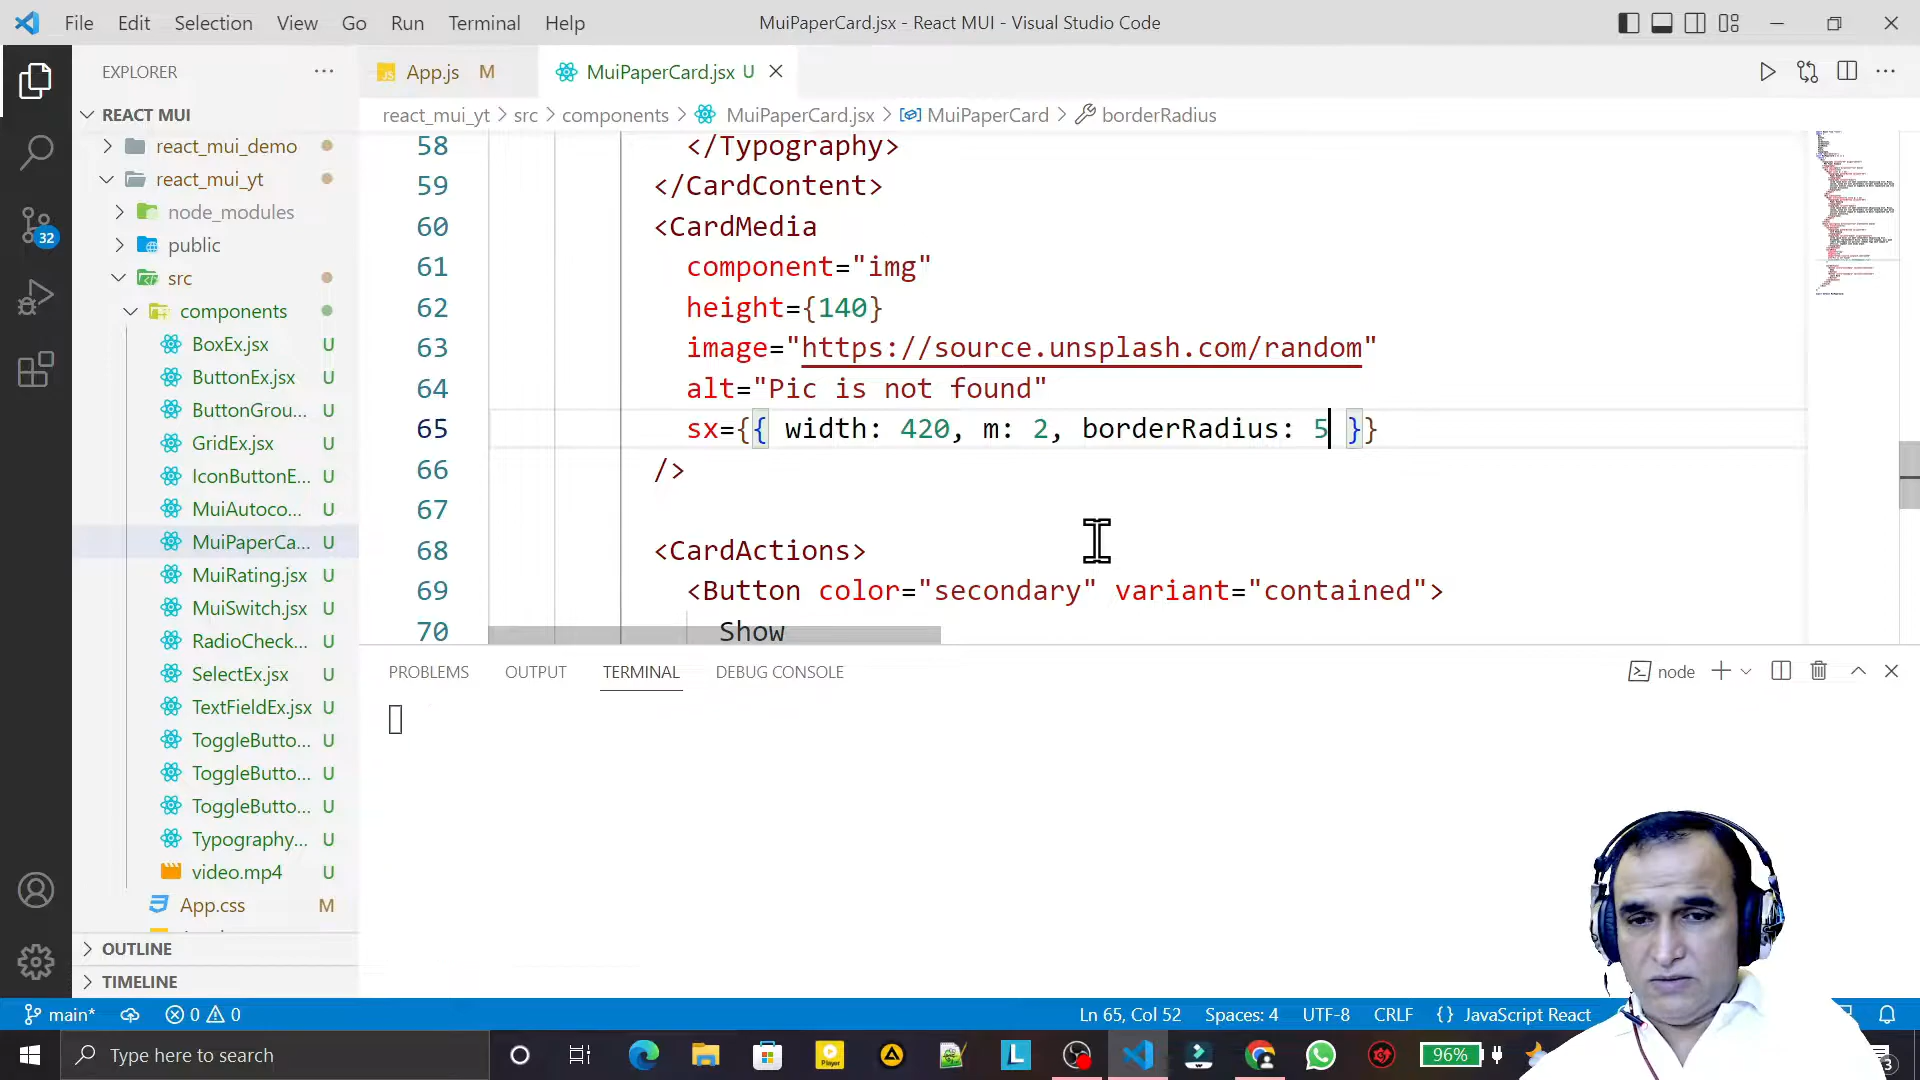 File Edit Selection View Go Run Terminal Help
MuiPaperCard.jsx - React MUI - Visual Studio Code
EXPLORER
App.js M
MuiPaperCard.jsx U
REACT MUI
react_mui_yt > src > components > MuiPaperCard.jsx > MuiPaperCard > borderRadius
react_mui_demo
react_mui_yt
node_modules
public
src
components
BoxEx.jsx U
ButtonEx.jsx U
ButtonGrou... U
GridEx.jsx U
IconButtonE... U
MuiAutoco... U
MuiPaperCa... U
MuiRating.jsx U
MuiSwitch.jsx U
RadioCheck... U
SelectEx.jsx U
TextFieldEx.jsx U
ToggleButto... U
ToggleButto... U
ToggleButto... U
Typography... U
video.mp4 U
App.css M
OUTLINE
TIMELINE
32
58 </Typography>
59 </CardContent>
60 <CardMedia
61 component="img"
62 height={140}
63 image="https://source.unsplash.com/random"
64 alt="Pic is not found"
65 sx={{ width: 420, m: 2, borderRadius: 5 }}
66 />
67
68 <CardActions>
69 <Button color="secondary" variant="contained">
70 Show
PROBLEMS OUTPUT TERMINAL DEBUG CONSOLE
node
main* 0 0
Ln 65, Col 52 Spaces: 4 UTF-8 CRLF {} JavaScript React
Type here to search
Player
L
96%
3